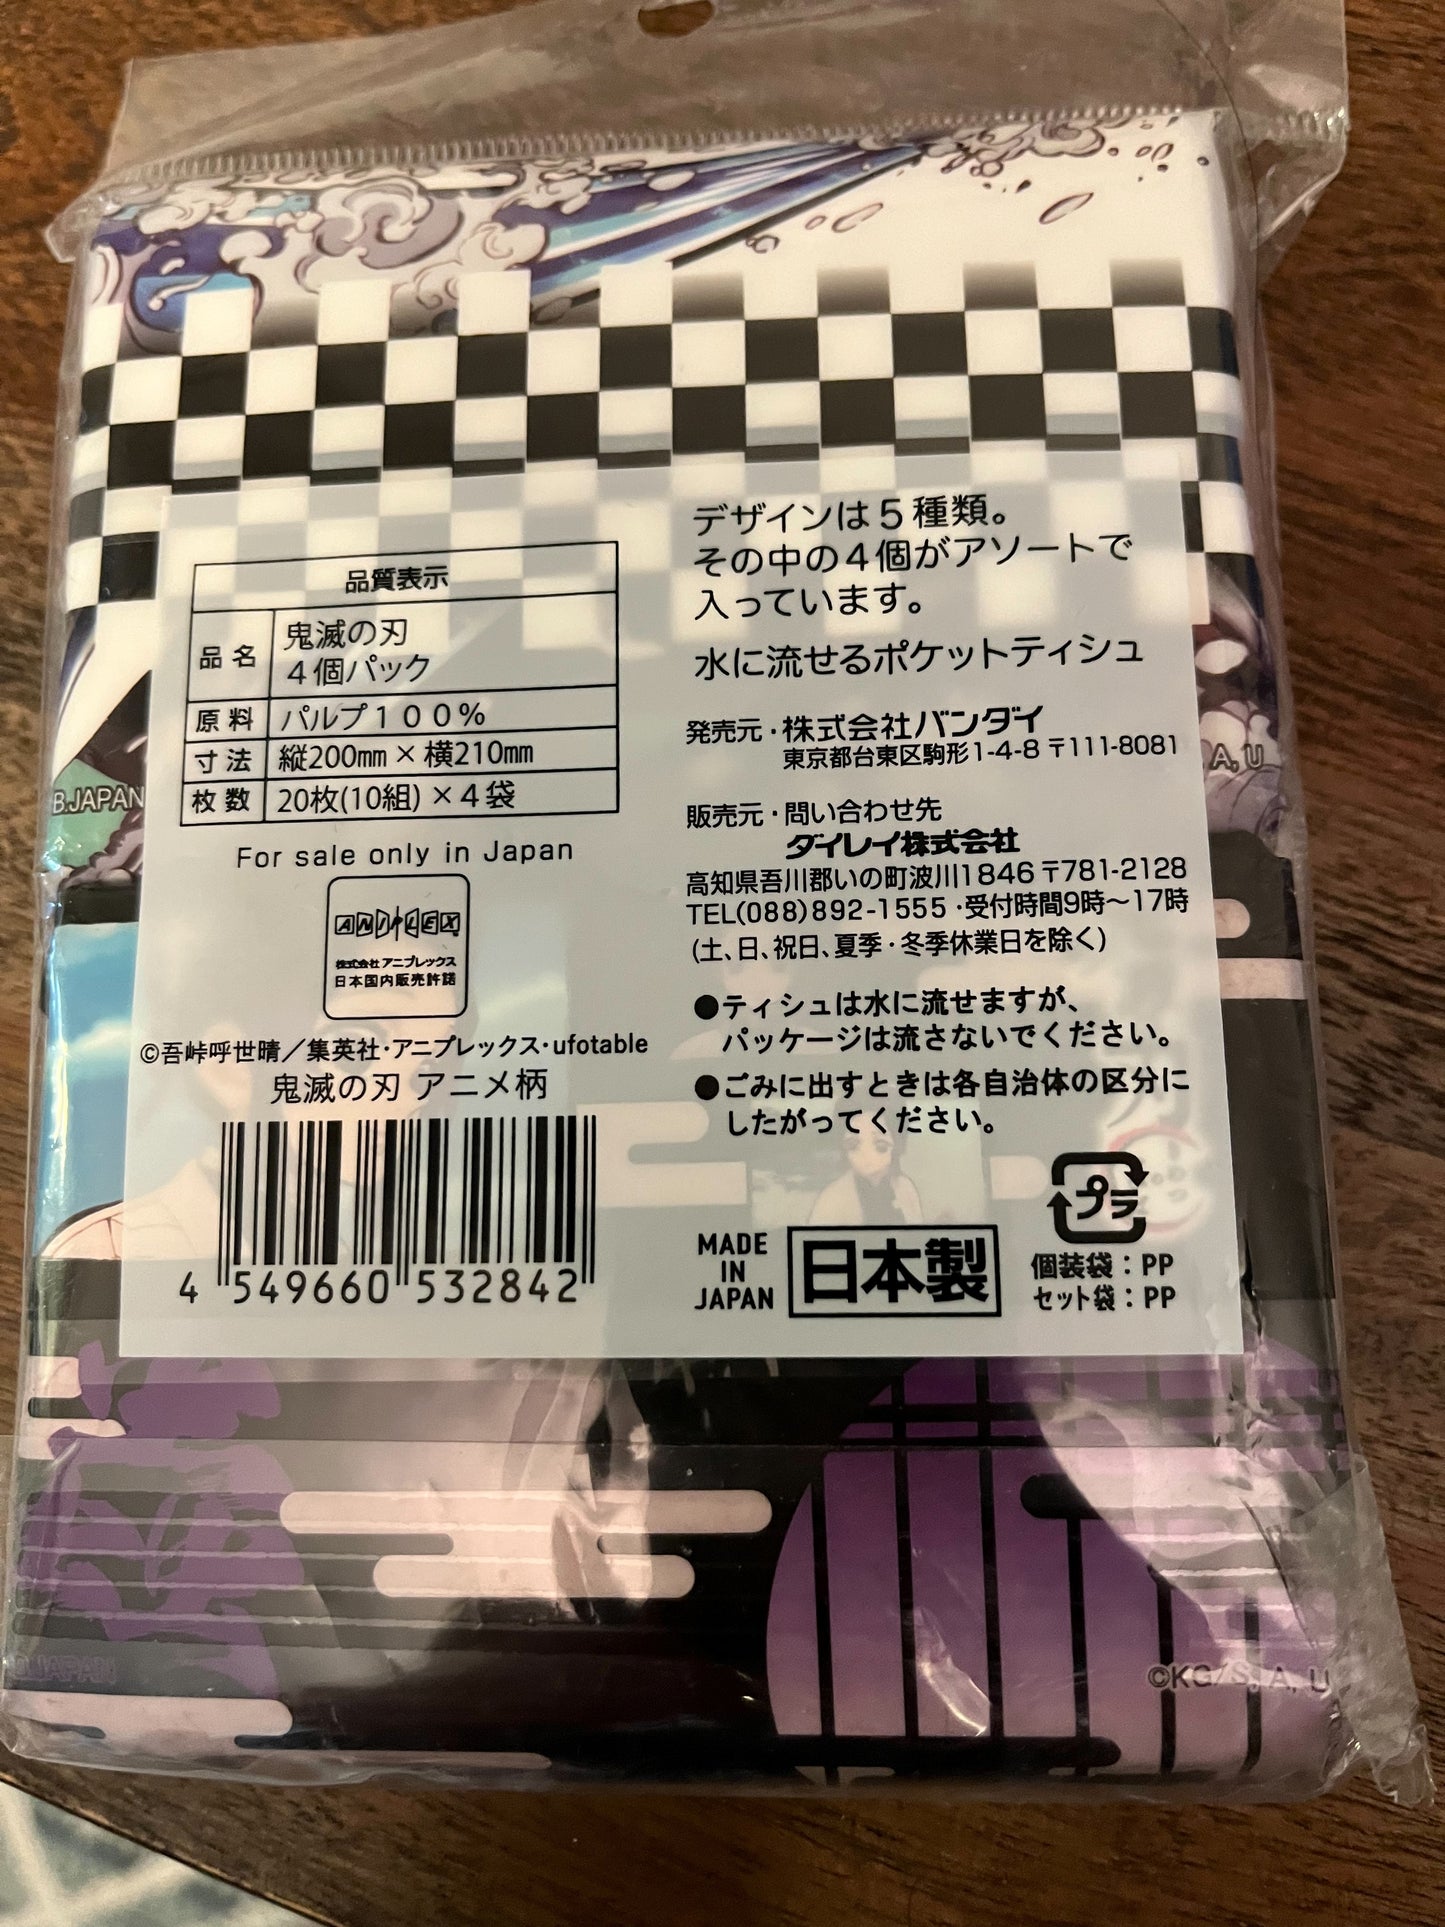 品質表示
品名 鬼滅の刃
４個パック
原料 パルプ１００％
寸法 縦200㎜×横210㎜
枚数 20枚(10組)×４袋
For sale only in Japan
ANIPLEX
株式会社アニプレックス
日本国内販売許諾
©吾峠呼世晴／集英社・アニプレックス・ufotable
鬼滅の刃 アニメ柄
4 549660 532842
デザインは５種類。
その中の４個がアソートで
入っています。
水に流せるポケットティシュ
発売元・株式会社バンダイ
東京都台東区駒形1-4-8 〒111-8081
販売元・問い合わせ先
ダイレイ株式会社
高知県吾川郡いの町波川1846 〒781-2128
TEL(088)892-1555・受付時間9時～17時
(土、日、祝日、夏季・冬季休業日を除く)
●ティシュは水に流せますが、
パッケージは流さないでください。
●ごみに出すときは各自治体の区分に
したがってください。
MADE
IN
JAPAN
日本製
プラ
個装袋：PP
セット袋：PP
B.JAPAN
A, U
©KG/S, A, U